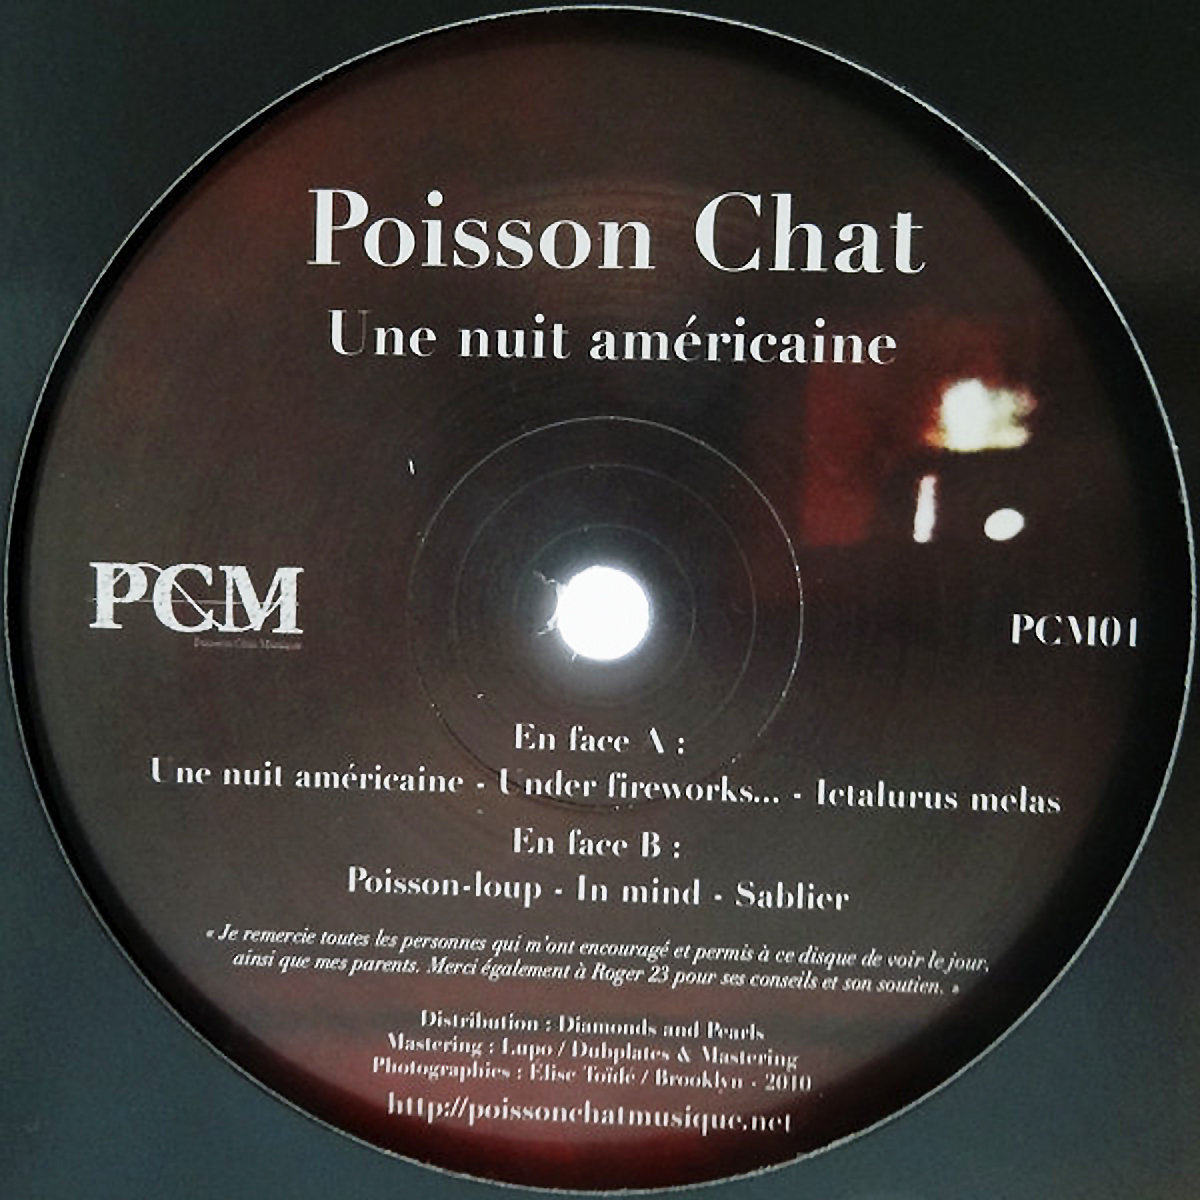 Poisson Chat
Une nuit américaine
PCM
Poisson Chat Musique
PCM01
En face A :
Une nuit américaine - Under fireworks... - Ictalurus melas
En face B :
Poisson-loup - In mind - Sablier
« Je remercie toutes les personnes qui m'ont encouragé et permis à ce disque de voir le jour,
ainsi que mes parents. Merci également à Roger 23 pour ses conseils et son soutien. »
Distribution : Diamonds and Pearls
Mastering : Lupo / Dubplates & Mastering
Photographies : Élise Toïdé / Brooklyn - 2010
http://poissonchatmusique.net